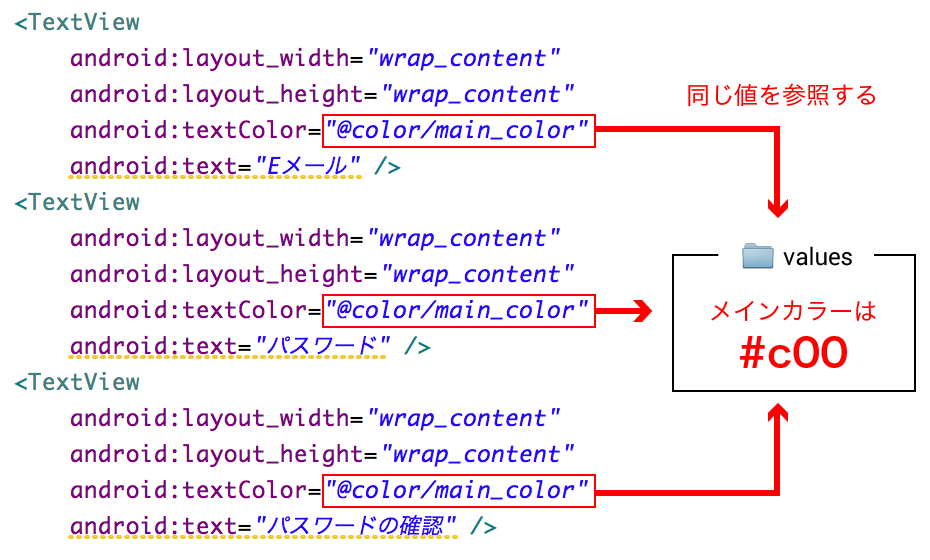 <TextView
android:layout_width="wrap_content"
android:layout_height="wrap_content"
android:textColor="@color/main_color"
android:text="Eメール" />
<TextView
android:layout_width="wrap_content"
android:layout_height="wrap_content"
android:textColor="@color/main_color"
android:text="パスワード" />
<TextView
android:layout_width="wrap_content"
android:layout_height="wrap_content"
android:textColor="@color/main_color"
android:text="パスワードの確認" />
同じ値を参照する
values
メインカラーは
#c00